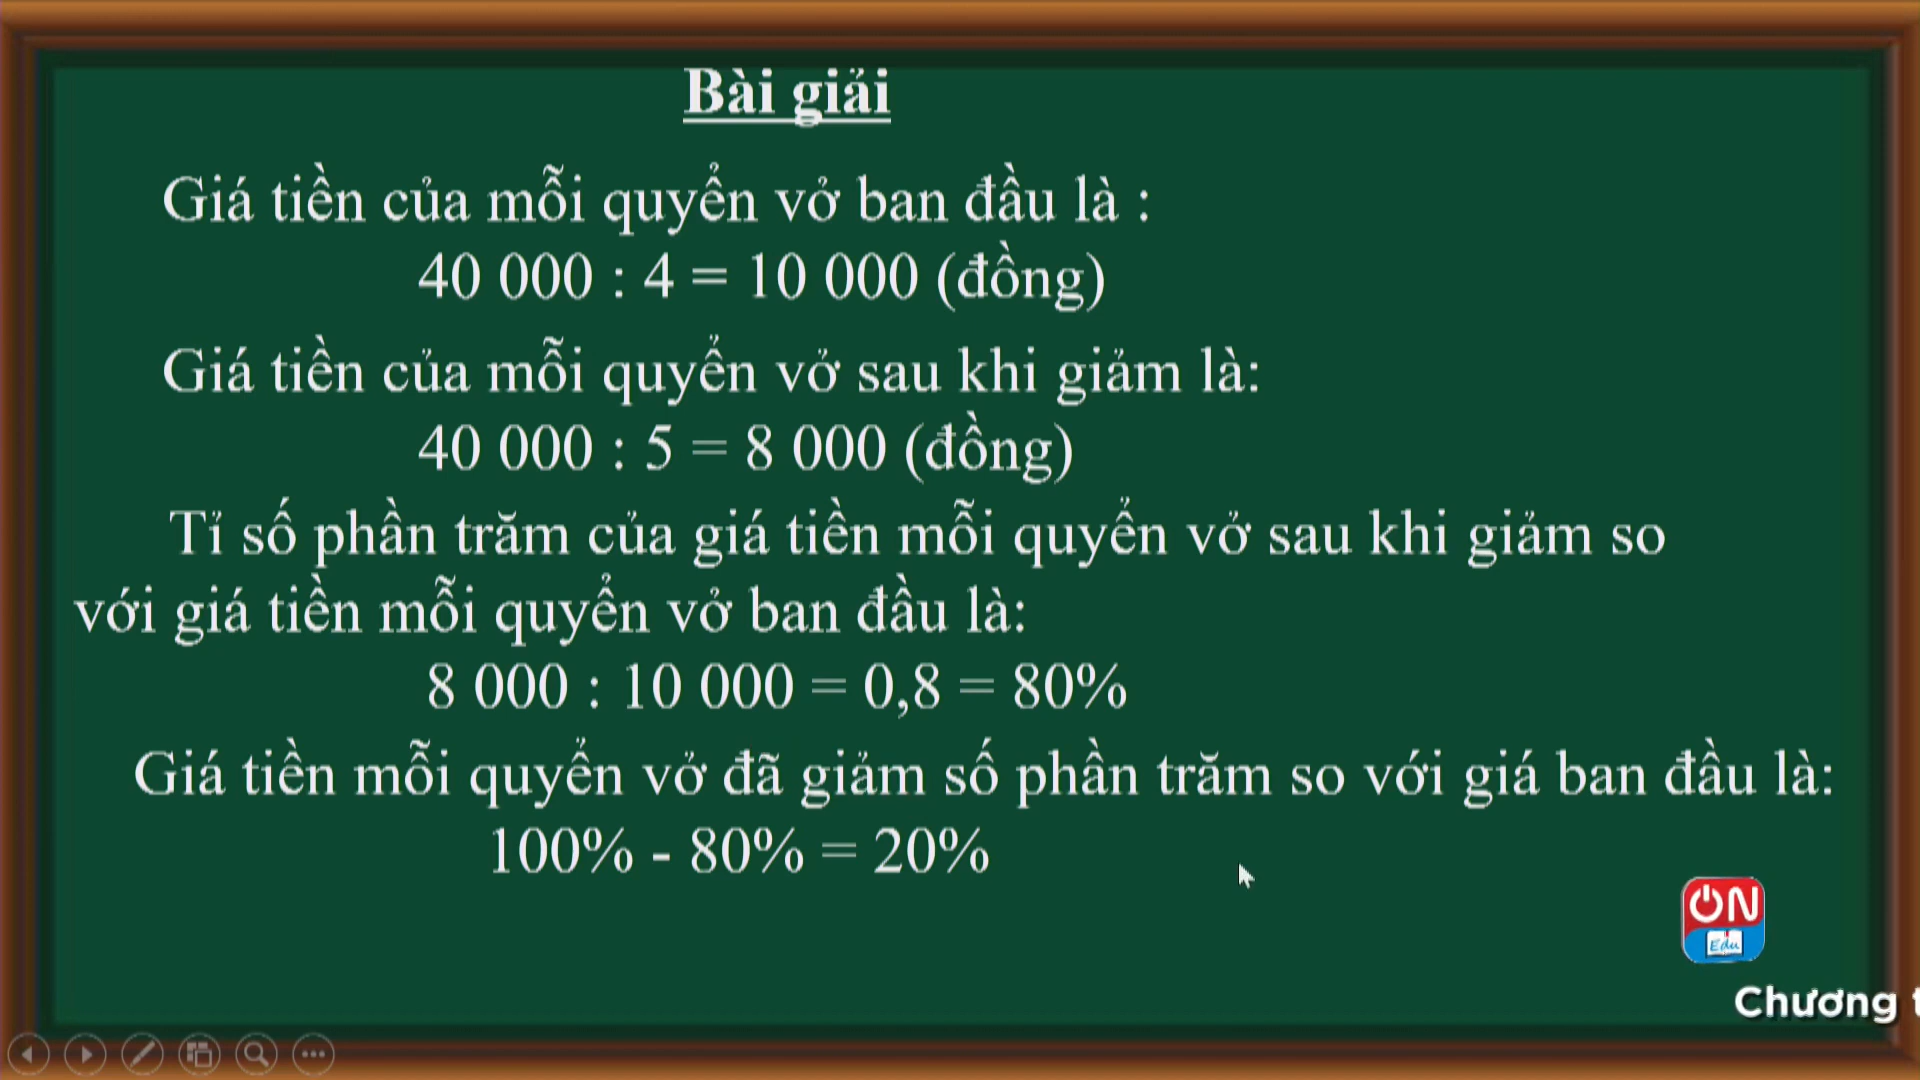 Bài giải
Giá tiền của mỗi quyển vở ban đầu là :
40 000 : 4 = 10 000 (đồng)
Giá tiền của mỗi quyển vở sau khi giảm là:
40 000 : 5 = 8 000 (đồng)
Tỉ số phần trăm của giá tiền mỗi quyển vở sau khi giảm so
với giá tiền mỗi quyển vở ban đầu là:
8 000 : 10 000 = 0,8 = 80%
Giá tiền mỗi quyển vở đã giảm số phần trăm so với giá ban đầu là:
100% - 80% = 20%
ON
Edu
Chương